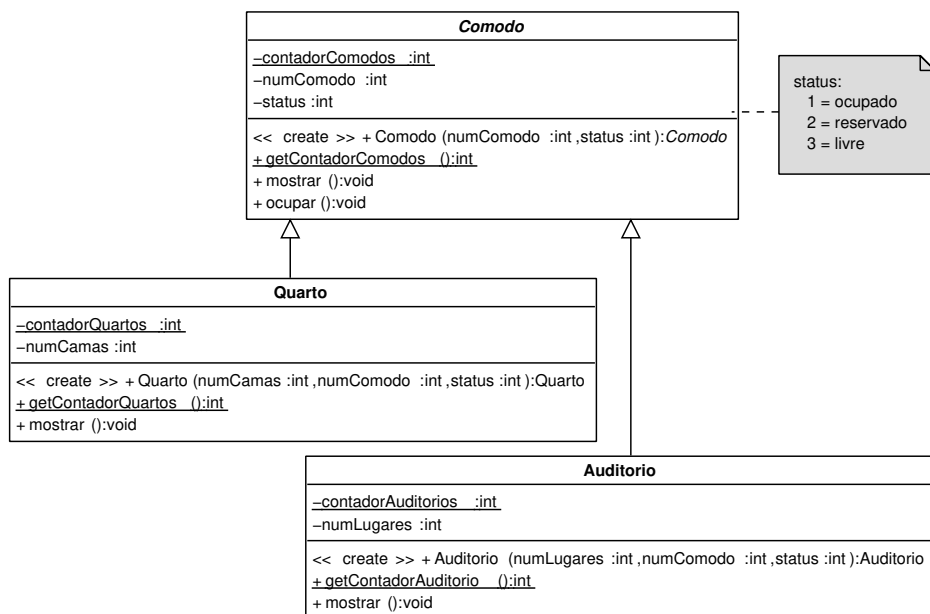 Comodo
−contadorComodos :int
−numComodo :int
−status :int
<< create >> + Comodo (numComodo :int ,status :int ):Comodo
+ getContadorComodos ():int
+ mostrar ():void
+ ocupar ():void
status:
1 = ocupado
2 = reservado
3 = livre
Quarto
−contadorQuartos :int
−numCamas :int
<< create >> + Quarto (numCamas :int ,numComodo :int ,status :int ):Quarto
+ getContadorQuartos ():int
+ mostrar ():void
Auditorio
−contadorAuditorios :int
−numLugares :int
<< create >> + Auditorio (numLugares :int ,numComodo :int ,status :int ):Auditorio
+ getContadorAuditorio ():int
+ mostrar ():void